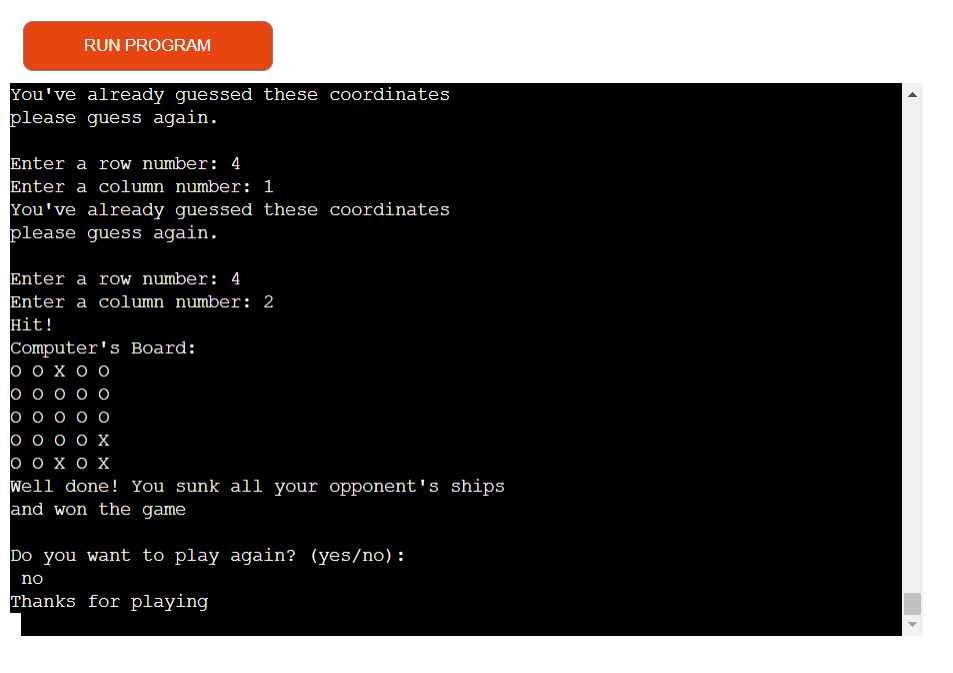 RUN PROGRAM
You've already guessed these coordinates
please guess again.
Enter a row number: 4
Enter a column number: 1
You've already guessed these coordinates
please guess again.
Enter a row number: 4
Enter a column number: 2
Hit!
Computer's Board:
O O X O O
O O O O O
O O O O O
O O O O X
O O X O X
Well done! You sunk all your opponent's ships
and won the game
Do you want to play again? (yes/no):
no
Thanks for playing